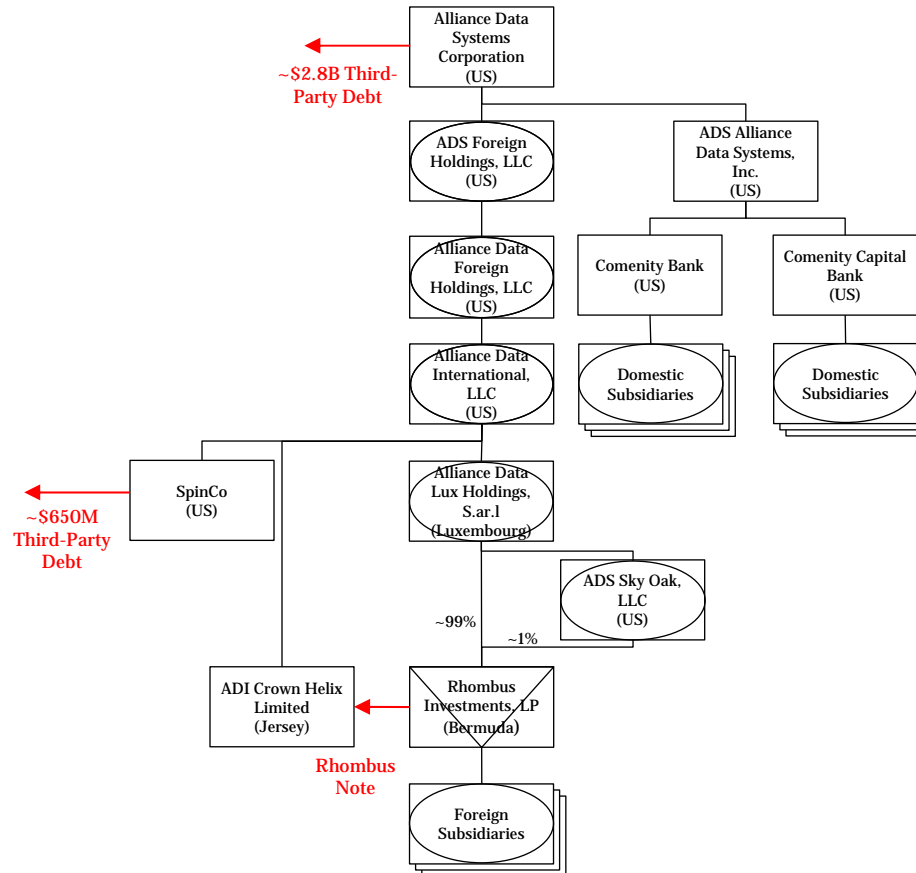 Alliance Data
Systems
Corporation
(US)
~$2.8B Third-
Party Debt
ADS Foreign
Holdings, LLC
(US)
ADS Alliance
Data Systems,
Inc.
(US)
Alliance Data
Foreign
Holdings, LLC
(US)
Comenity Bank
(US)
Comenity Capital
Bank
(US)
Alliance Data
International,
LLC
(US)
Domestic
Subsidiaries
Domestic
Subsidiaries
SpinCo
(US)
~$650M
Third-Party
Debt
Alliance Data
Lux Holdings,
S.ar.l
(Luxembourg)
ADS Sky Oak,
LLC
(US)
~99%
~1%
ADI Crown Helix
Limited
(Jersey)
Rhombus
Investments, LP
(Bermuda)
Rhombus
Note
Foreign
Subsidiaries